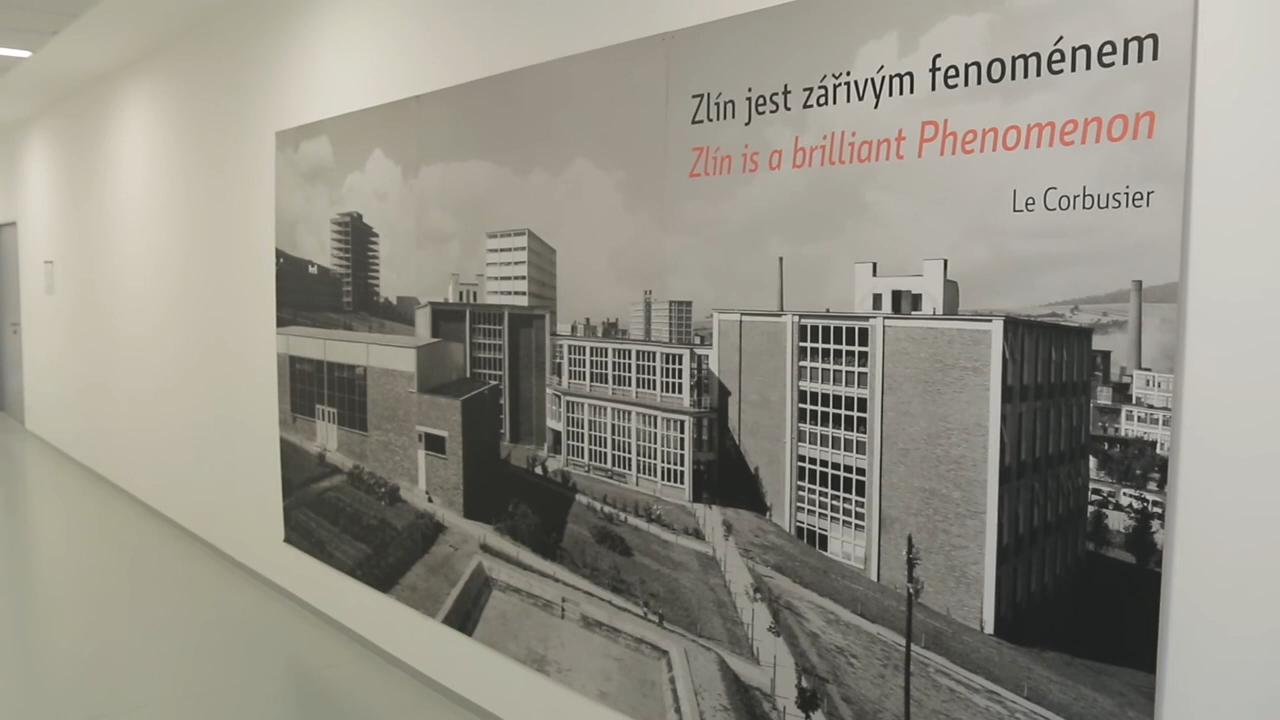 Zlín jest zářivým fenoménem
Zlín is a brilliant Phenomenon
Le Corbusier